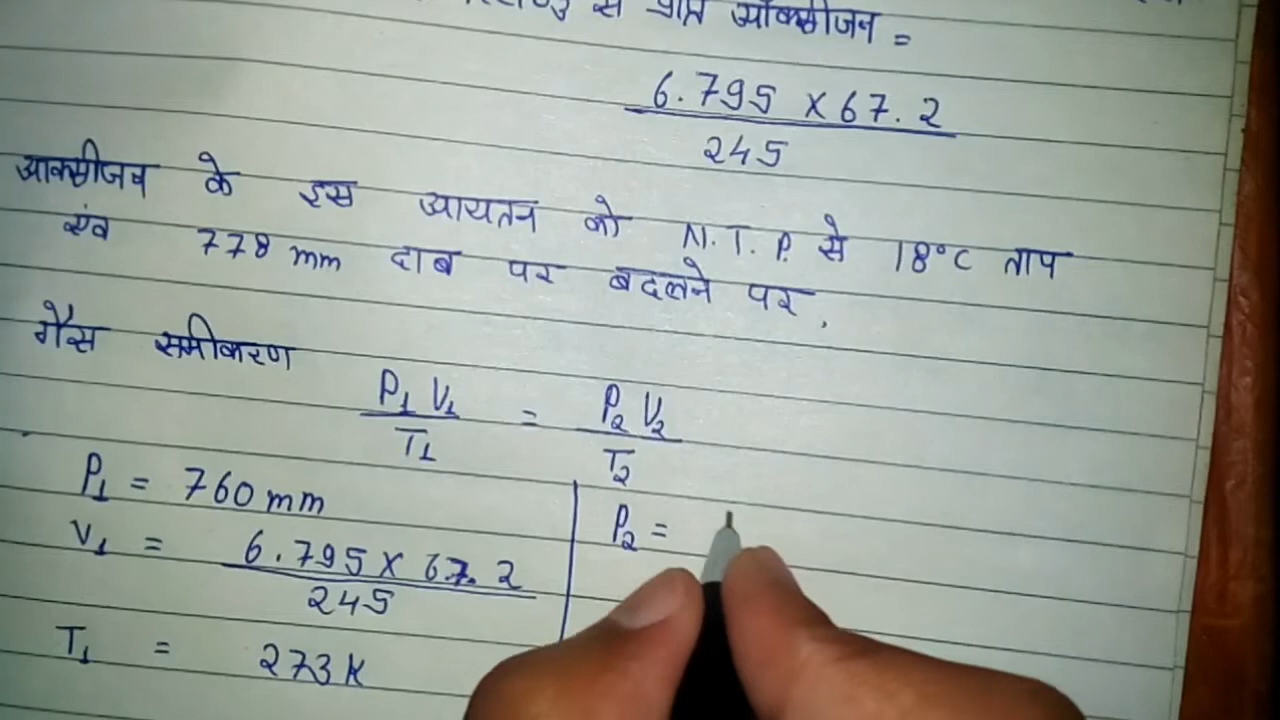 से प्राप्त ऑक्सीजन =
6.795 x 67.2
245
आक्सीजन के इस आयतन को N.T.P. से 18°C ताप
एंव 778 mm दाब पर बदलने पर,
गैस समीकरण
P₁ V₁ = P₂ V₂
T₁ T₂
P₁ = 760 mm
P₂ =
V₁ = 6.795 x 67.2
245
T₁ = 273 K